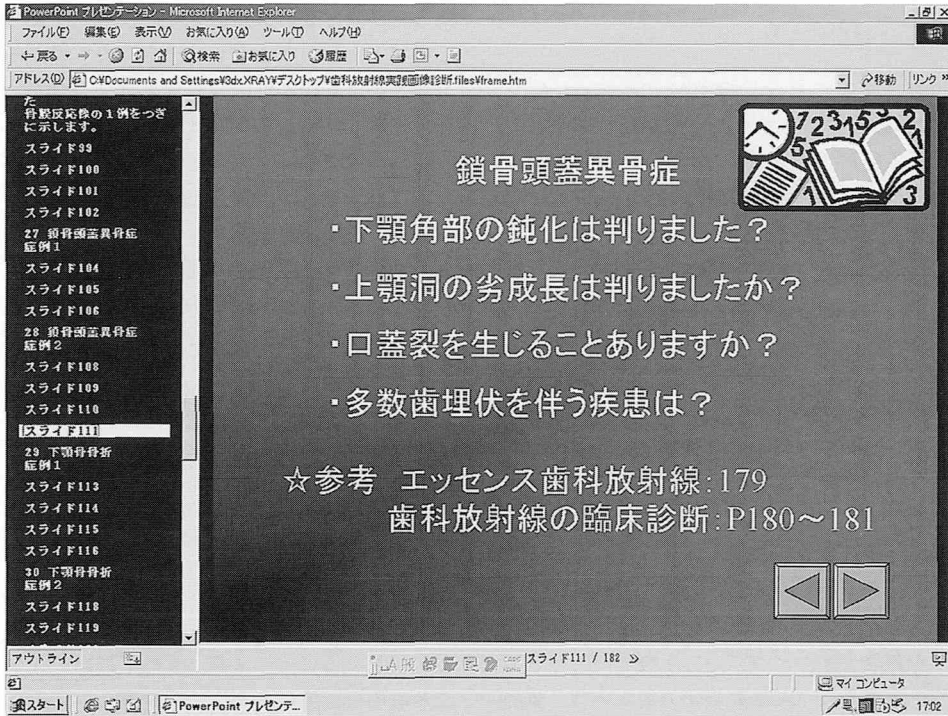 PowerPoint プレゼンテーション - Microsoft Internet Explorer
ファイル(F) 編集(E) 表示(V) お気に入り(A) ツール(T) ヘルプ(H)
戻る 検索 お気に入り 履歴
アドレス(D) C:¥Documents and Settings¥3dx.XRAY¥デスクトップ¥歯科放射線実践画像診断.files¥frame.htm 移動 リンク »
た
骨膜反応像の1例をつぎ
に示します。
スライド99
スライド100
スライド101
スライド102
27 鎖骨頭蓋異骨症
症例1
スライド104
スライド105
スライド106
28 鎖骨頭蓋異骨症
症例2
スライド108
スライド109
スライド110
スライド111
29 下顎骨骨折
症例1
スライド113
スライド114
スライド115
スライド116
30 下顎骨骨折
症例2
スライド118
スライド119
鎖骨頭蓋異骨症
・下顎角部の鈍化は判りました?
・上顎洞の劣成長は判りましたか?
・口蓋裂を生じることありますか?
・多数歯埋伏を伴う疾患は?
☆参考 エッセンス歯科放射線:179
歯科放射線の臨床診断:P180~181
アウトライン
スライド111 / 182
マイ コンピュータ
スタート PowerPoint プレゼンテ... 17:02